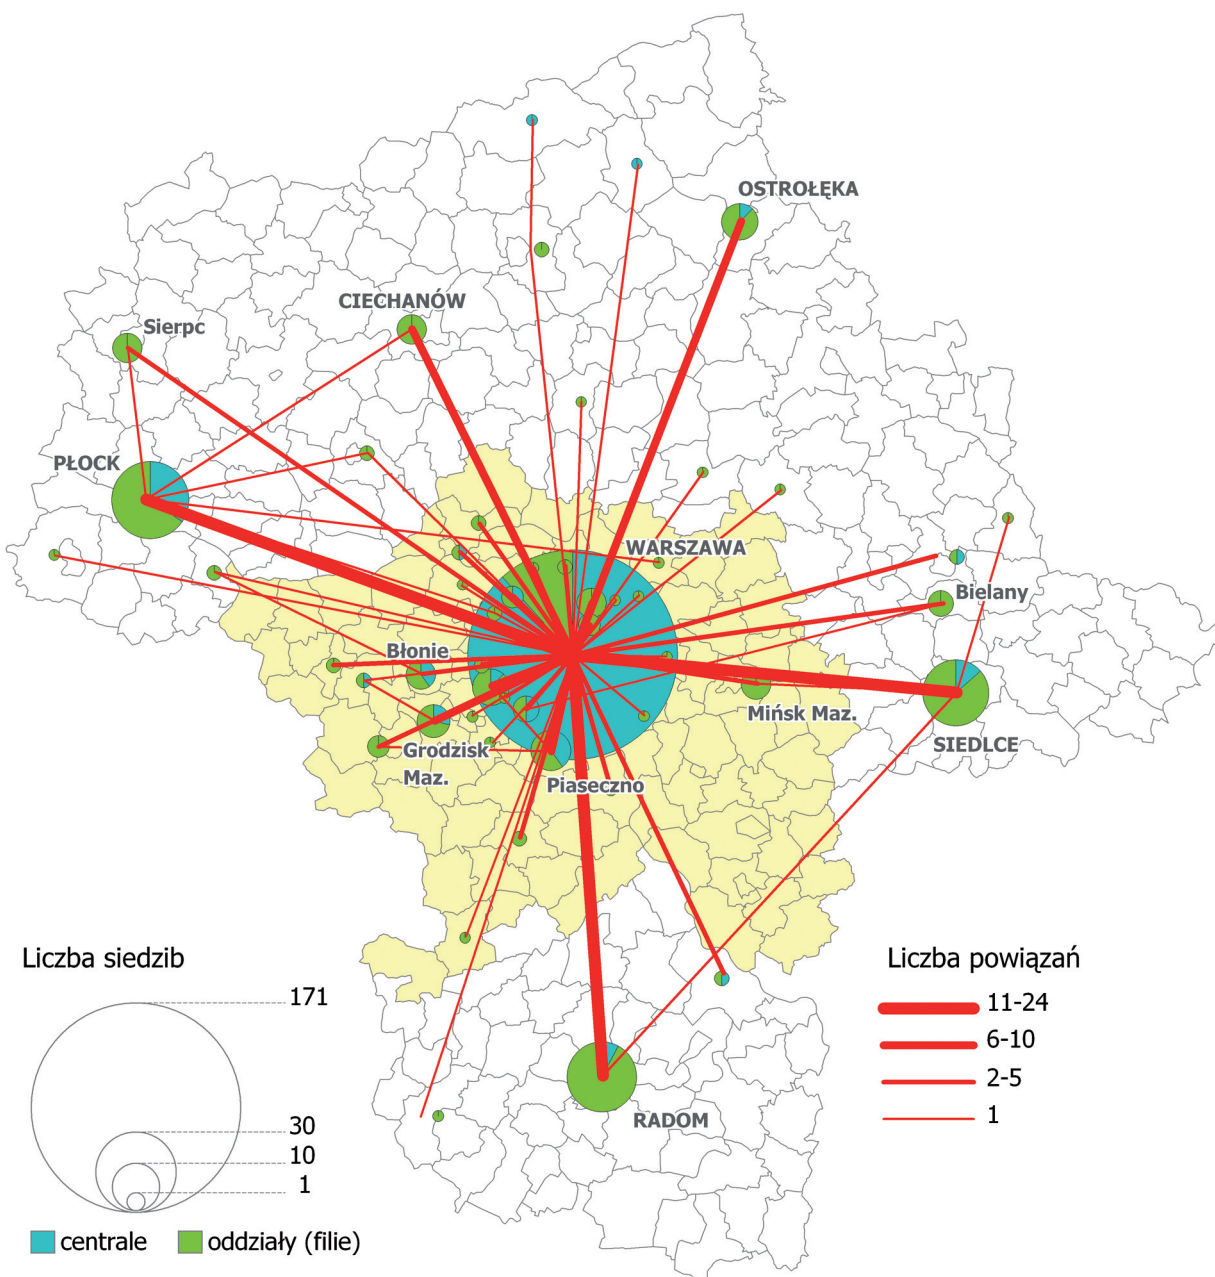 OSTROŁĘKA
CIECHANÓW
Sierpc
PŁOCK
WARSZAWA
Bielany
Błonie
Mińsk Maz.
SIEDLCE
Grodzisk
Maz.
Piaseczno
RADOM
Liczba siedzib
171
30
10
1
centrale
oddziały (filie)
Liczba powiązań
11-24
6-10
2-5
1